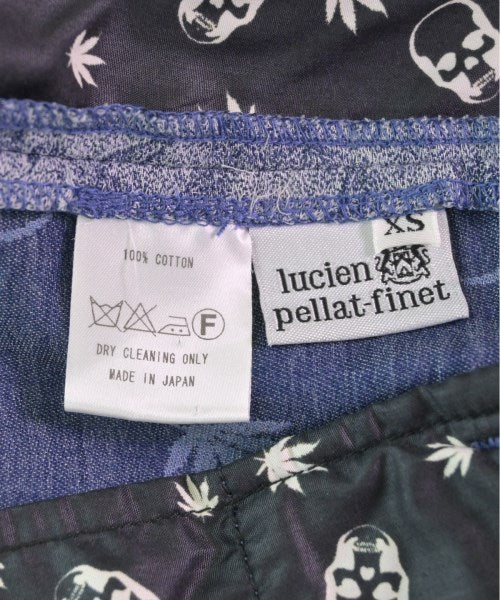 100% COTTON
F
DRY CLEANING ONLY
MADE IN JAPAN
XS
lucien
pellat-finet